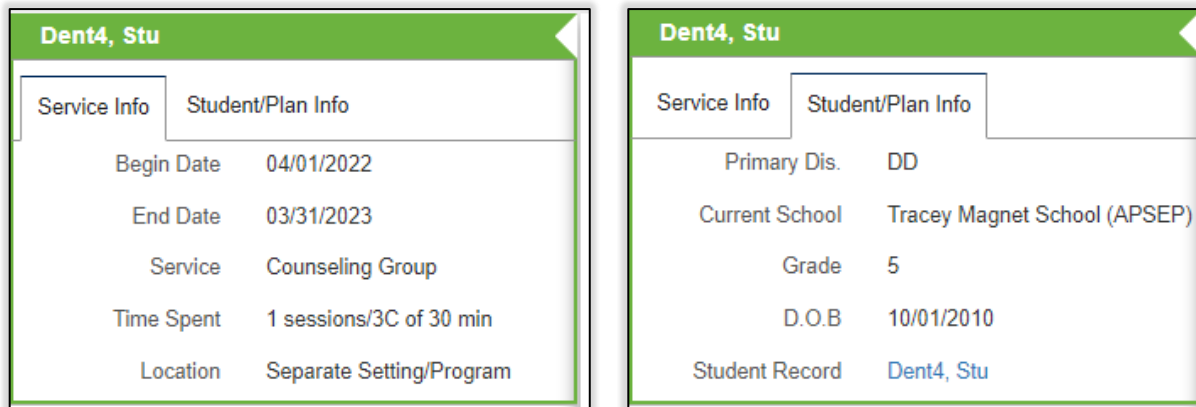 Dent4, Stu
Service Info Student/Plan Info
Begin Date 04/01/2022
End Date 03/31/2023
Service Counseling Group
Time Spent 1 sessions/3C of 30 min
Location Separate Setting/Program
Dent4, Stu
Service Info Student/Plan Info
Primary Dis. DD
Current School Tracey Magnet School (APSEP)
Grade 5
D.O.B 10/01/2010
Student Record Dent4, Stu